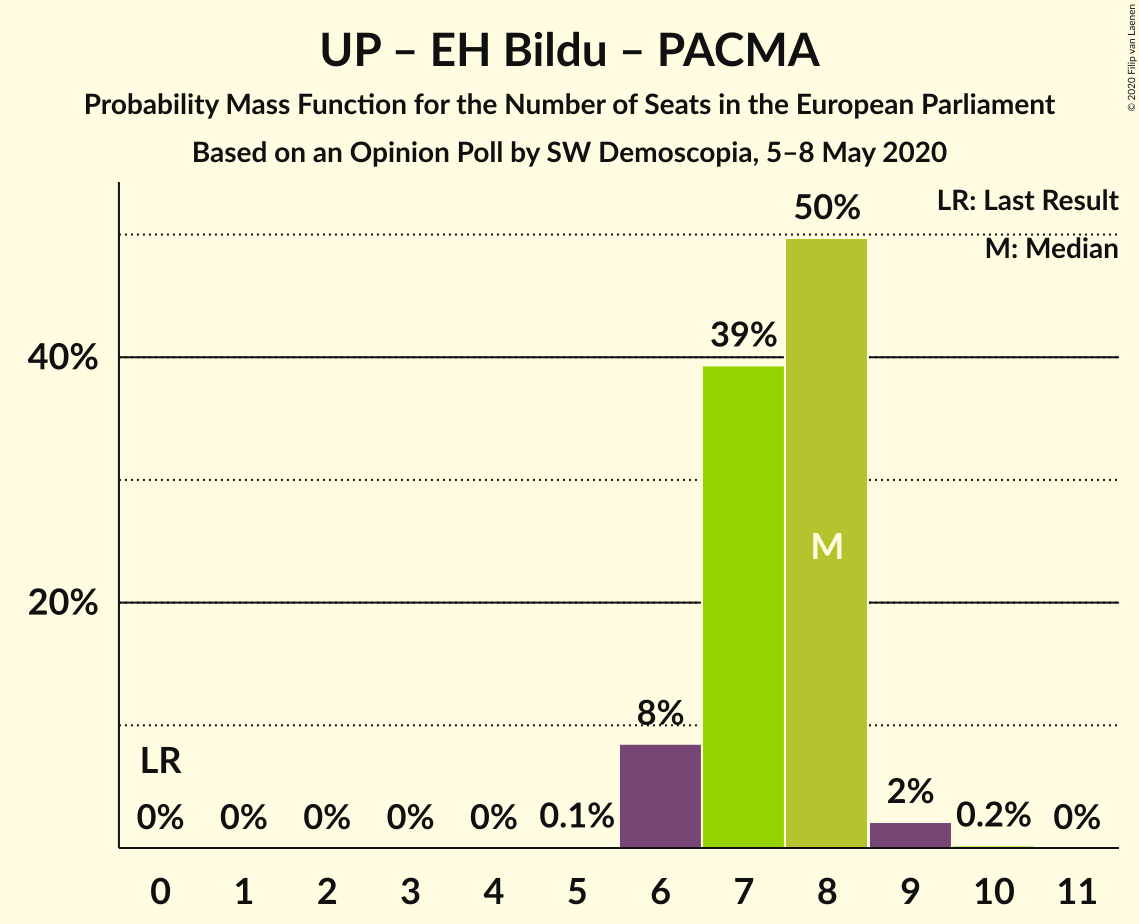 UP – EH Bildu – PACMA
Probability Mass Function for the Number of Seats in the European Parliament
Based on an Opinion Poll by SW Demoscopia, 5–8 May 2020
© 2020 Filip van Laenen
LR: Last Result
M: Median
50%
39%
40%
M
20%
8%
LR
2%
0% 0% 0% 0% 0% 0.1% 0.2% 0%
0 1 2 3 4 5 6 7 8 9 10 11